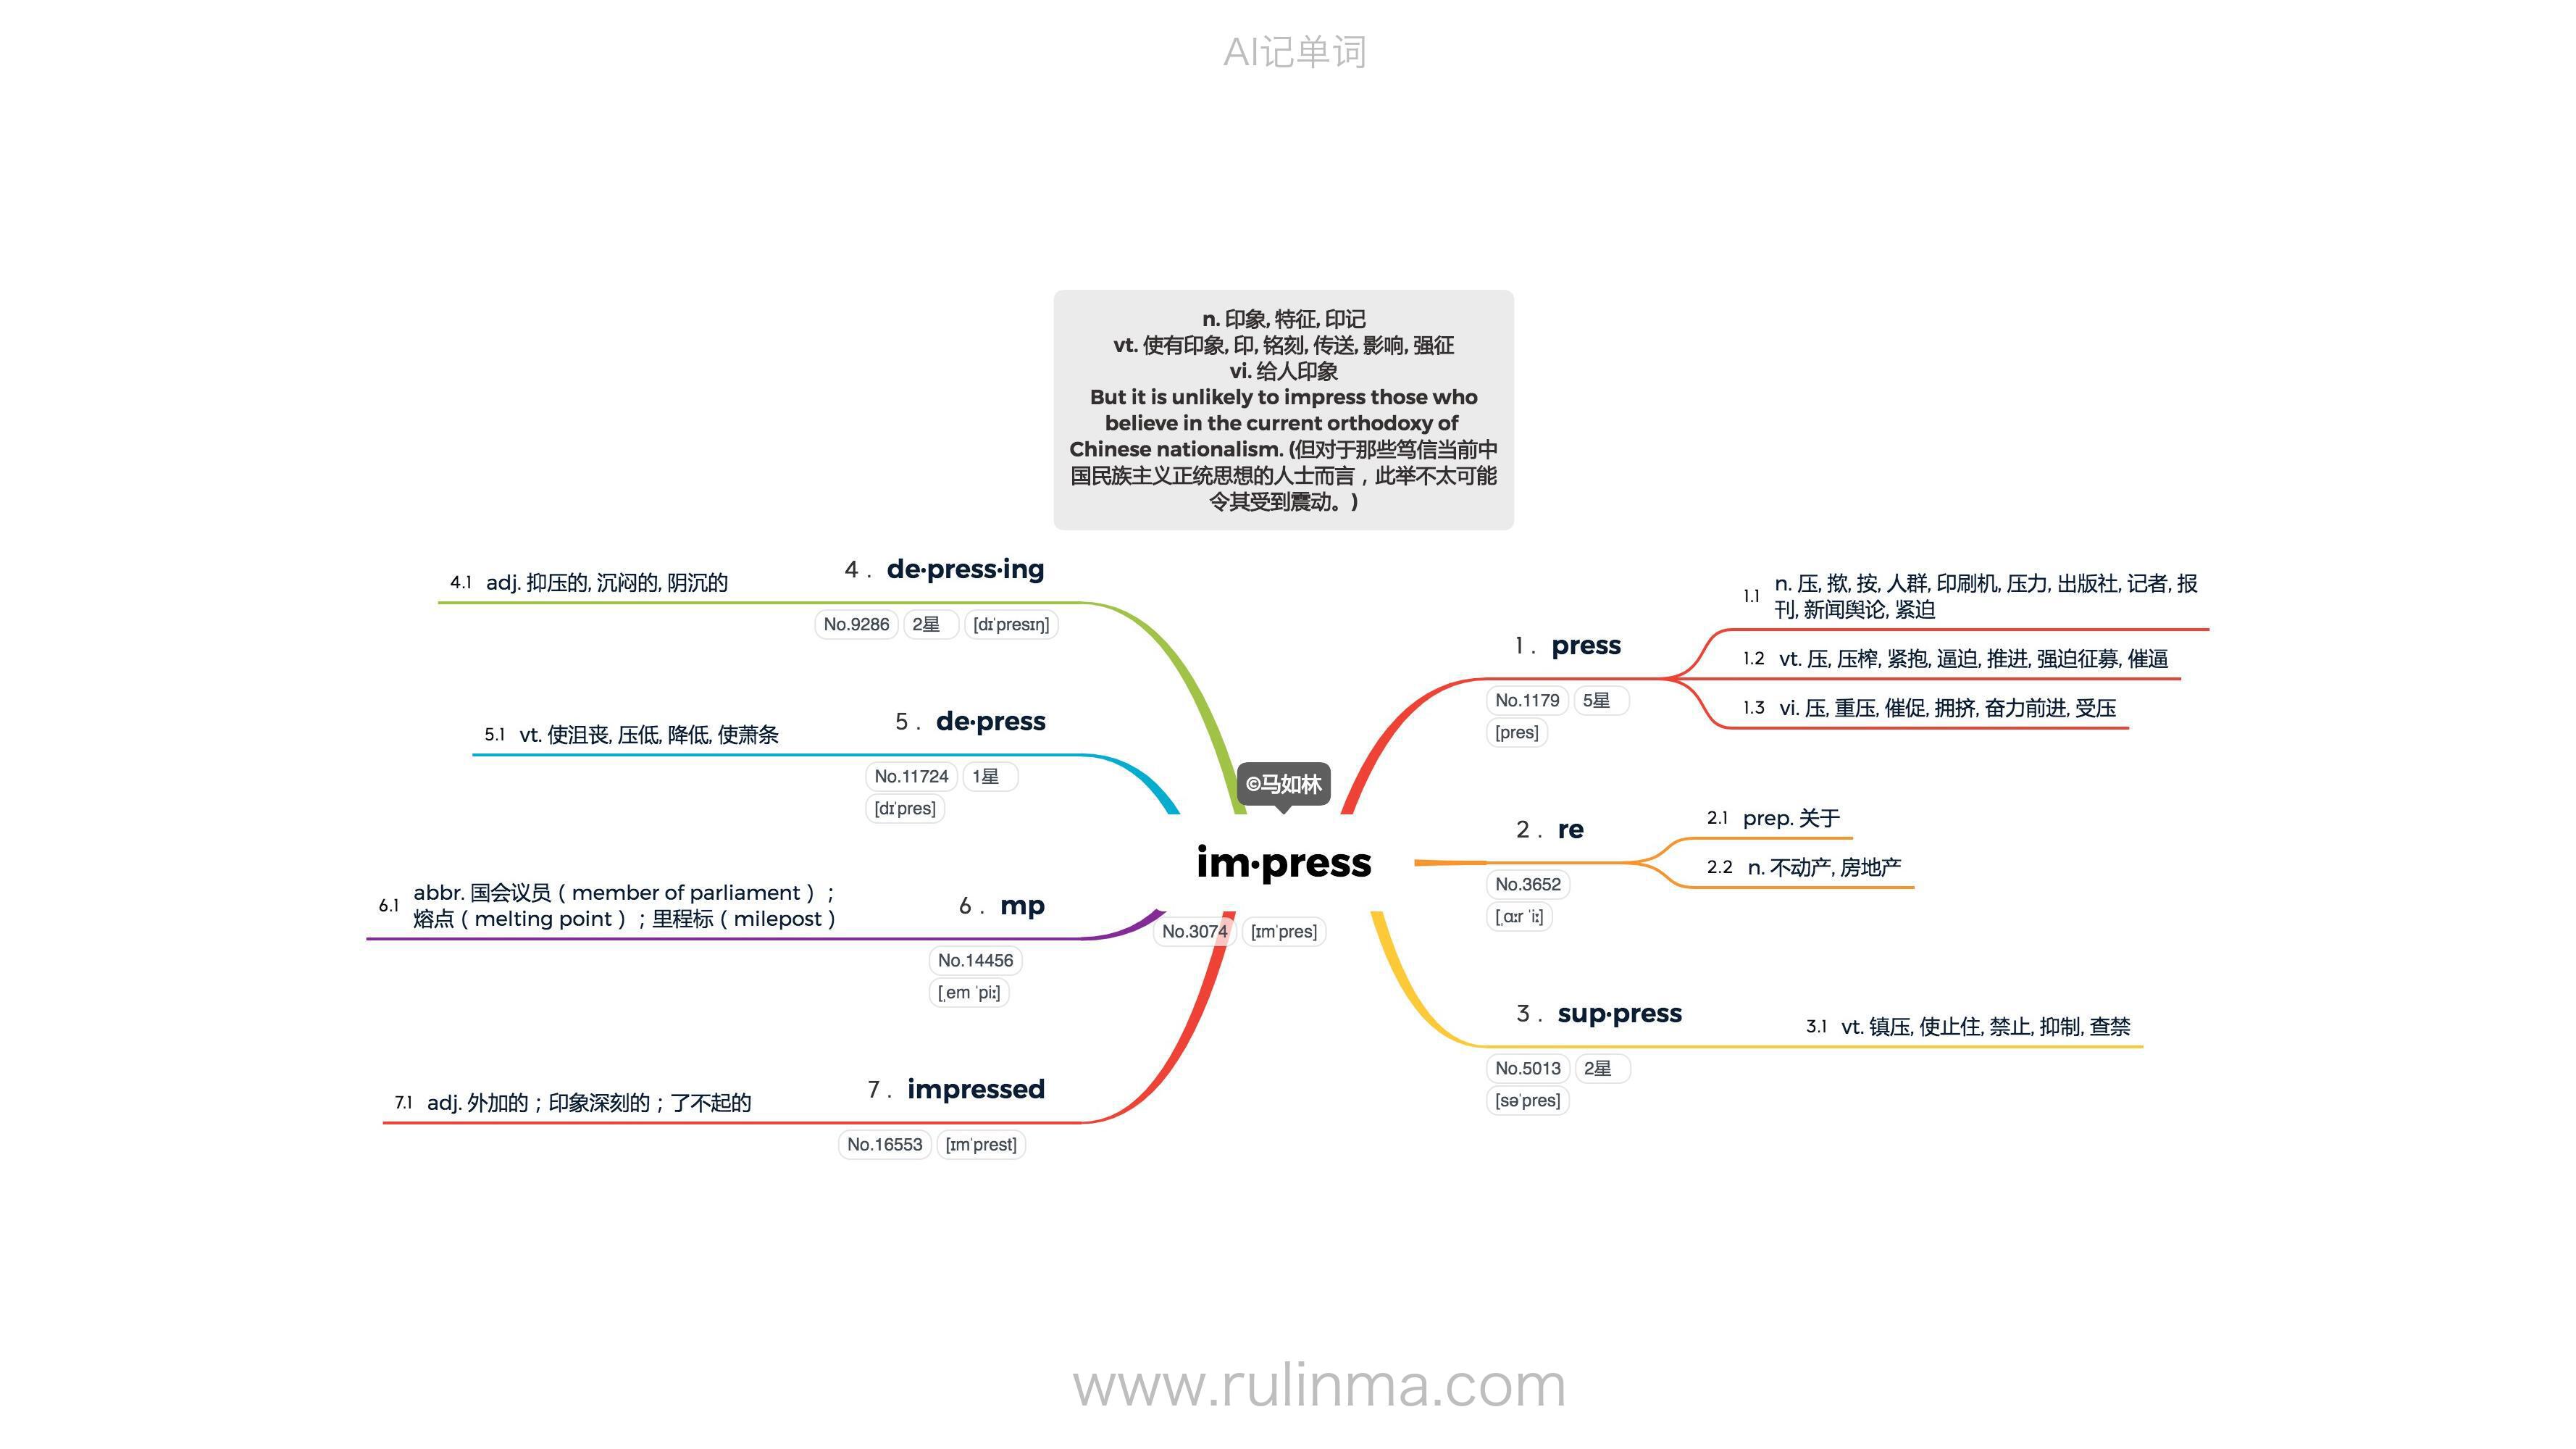 AI记单词
n. 印象, 特征, 印记
vt. 使有印象, 印, 铭刻, 传送, 影响, 强征
vi. 给人印象
But it is unlikely to impress those who
believe in the current orthodoxy of
Chinese nationalism. (但对于那些笃信当前中
国民族主义正统思想的人士而言，此举不太可能
令其受到震动。)
©马如林
im·press
No.3074 [ɪmˈpres]
1 . press
No.1179 5星
[pres]
1.1 n. 压, 揿, 按, 人群, 印刷机, 压力, 出版社, 记者, 报
刊, 新闻舆论, 紧迫
1.2 vt. 压, 压榨, 紧抱, 逼迫, 推进, 强迫征募, 催逼
1.3 vi. 压, 重压, 催促, 拥挤, 奋力前进, 受压
2 . re
No.3652
[ˌɑɪr ˈiː]
2.1 prep. 关于
2.2 n. 不动产, 房地产
3 . sup·press
No.5013 2星
[səˈpres]
3.1 vt. 镇压, 使止住, 禁止, 抑制, 查禁
4 . de·press·ing
No.9286 2星 [dɪˈpresɪŋ]
4.1 adj. 抑压的, 沉闷的, 阴沉的
5 . de·press
No.11724 1星
[dɪˈpres]
5.1 vt. 使沮丧, 压低, 降低, 使萧条
6 . mp
No.14456
[ˌem ˈpiː]
6.1 abbr. 国会议员（member of parliament）；
熔点（melting point）；里程标（milepost）
7 . impressed
No.16553 [ɪmˈprest]
7.1 adj. 外加的；印象深刻的；了不起的
www.rulinma.com